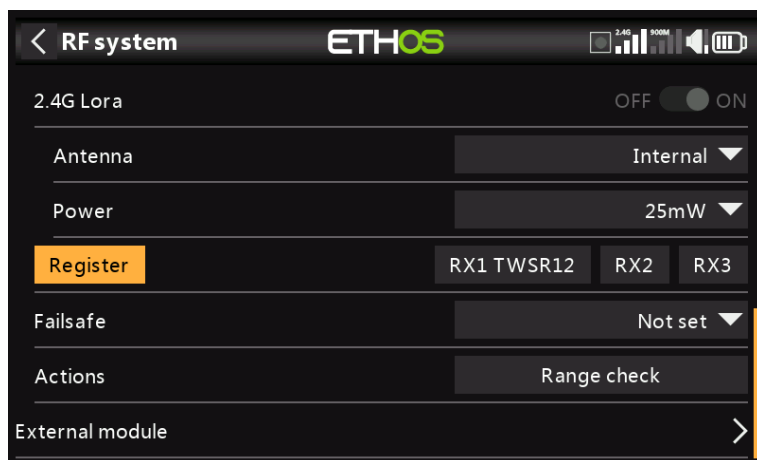 RF system ETHOS 2.4G 900M
2.4G Lora OFF ON
Antenna Internal
Power 25mW
Register RX1 TWSR12 RX2 RX3
Failsafe Not set
Actions Range check
External module